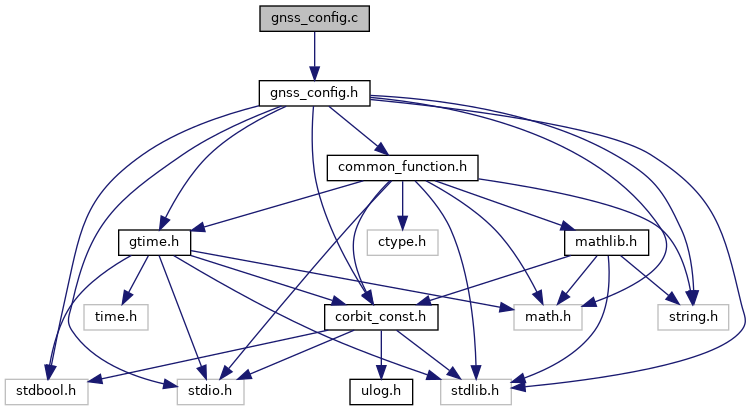 gnss_config.c
gnss_config.h
common_function.h
gtime.h
ctype.h
mathlib.h
time.h
corbit_const.h
math.h
string.h
stdbool.h
stdio.h
ulog.h
stdlib.h